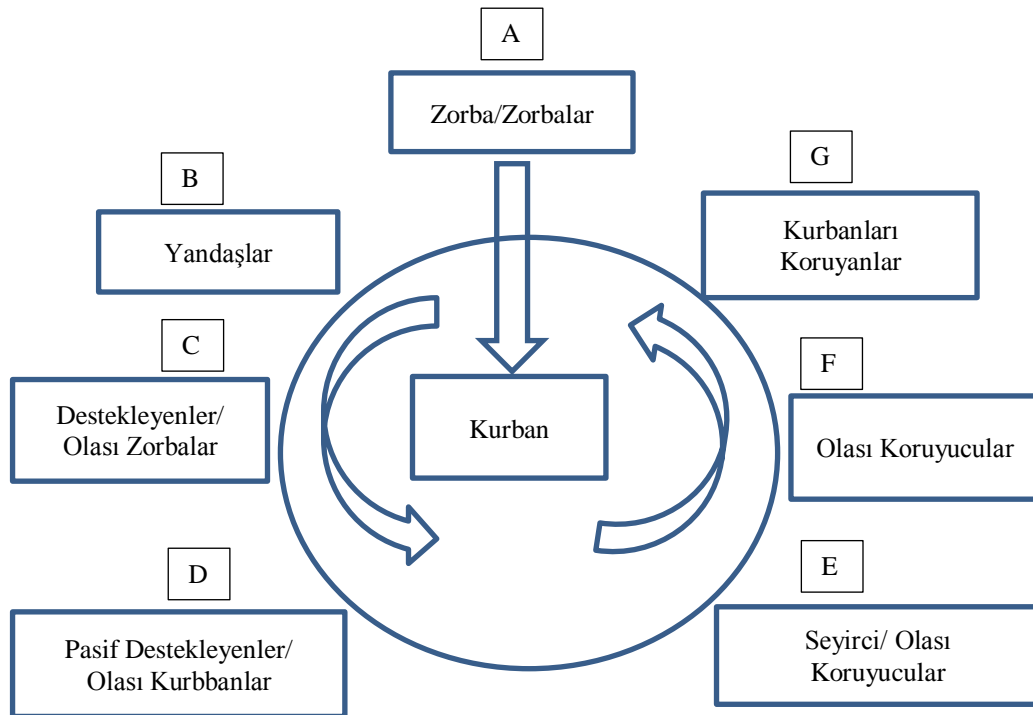 A
Zorba/Zorbalar
B
Yandaşlar
C
Destekleyenler/
Olası Zorbalar
D
Pasif Destekleyenler/
Olası Kurbbanlar
E
Seyirci/ Olası
Koruyucular
F
Olası Koruyucular
G
Kurbanları
Koruyanlar
Kurban